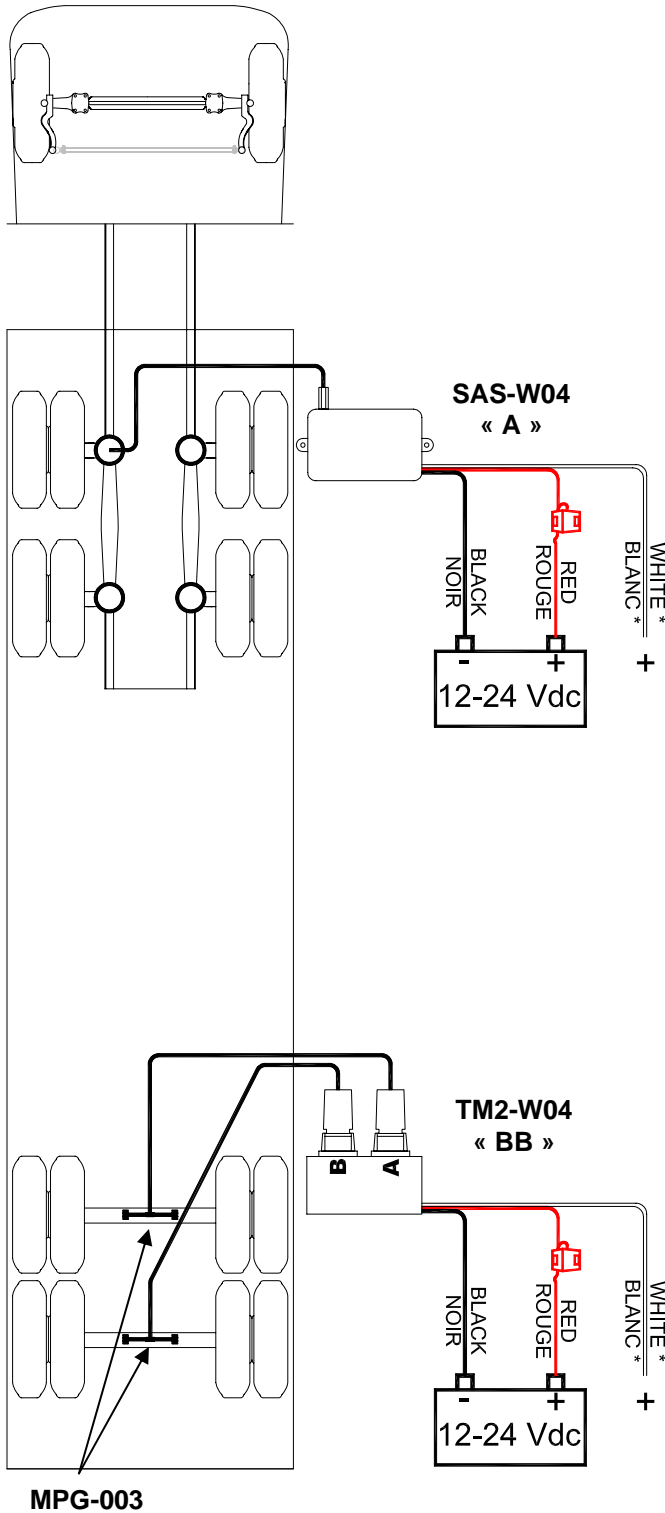 SAS-W04
« A »
WHITE *
BLANC *
RED
ROUGE
BLACK
NOIR
- + +
12-24 Vdc
TM2-W04
« BB »
B A
WHITE *
BLANC *
RED
ROUGE
BLACK
NOIR
- + +
12-24 Vdc
MPG-003